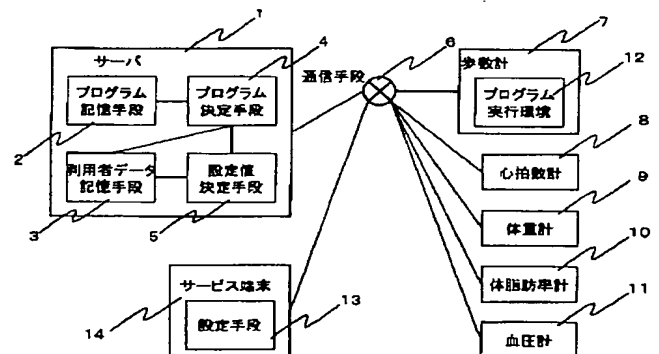 1
サーバ
4
プログラム
記憶手段
プログラム
決定手段
2
利用者データ
記憶手段
設定値
決定手段
3
5
通信手段
6
7
歩数計
プログラム
実行環境
12
8
心拍数計
9
体重計
10
体脂肪率計
11
血圧計
サービス端末
設定手段
13
14